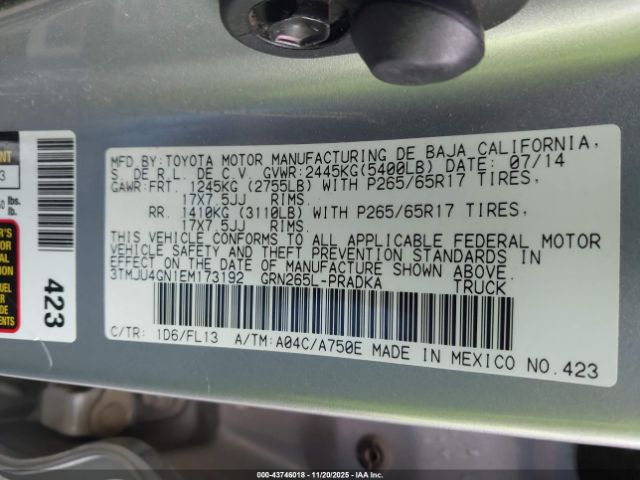 MFD. BY: TOYOTA MOTOR MANUFACTURING DE BAJA CALIFORNIA,
S. DE R.L. DE C.V. GVWR: 2445KG(5400LB) DATE: 07/14
GAWR: FRT. 1245KG (2755LB) WITH P265/65R17 TIRES,
17X7.5JJ RIMS.
RR. 1410KG (3110LB) WITH P265/65R17 TIRES,
17X7.5JJ RIMS.
THIS VEHICLE CONFORMS TO ALL APPLICABLE FEDERAL MOTOR
VEHICLE SAFETY AND THEFT PREVENTION STANDARDS IN
EFFECT ON THE DATE OF MANUFACTURE SHOWN ABOVE.
3TMJU4GN1EM173192 GRN265L-PRADKA TRUCK
C/TR: 1D6/FL13 A/TM: A04C/A750E MADE IN MEXICO NO. 423
423
lbs.
lb.
000-43746018 - 11/20/2025 - IAAI.com